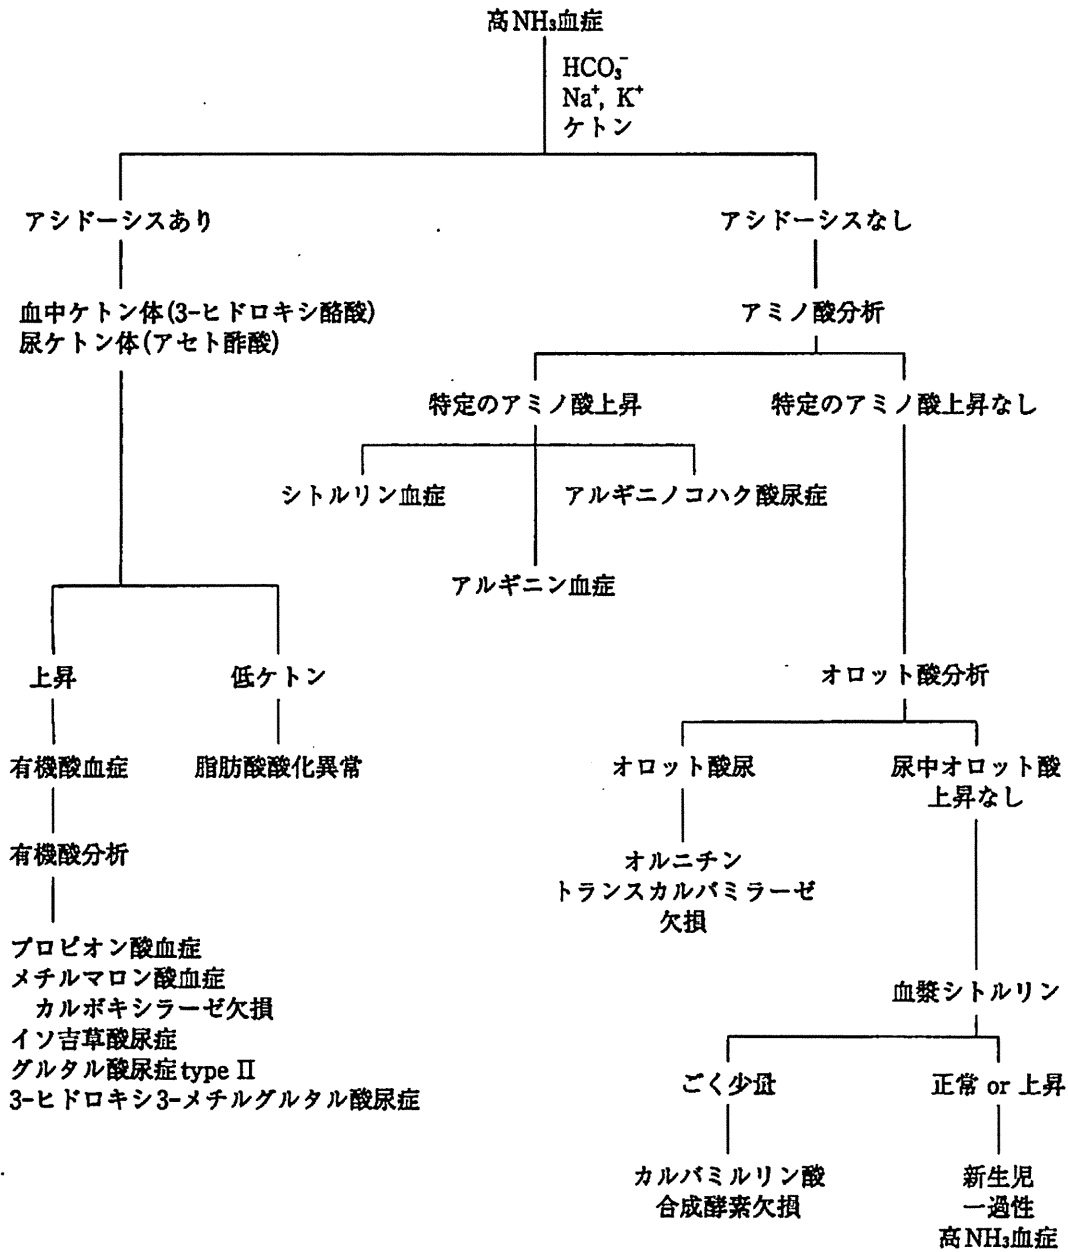 高NH₃血症
HCO₃⁻
Na⁺, K⁺
ケトン
アシドーシスあり
アシドーシスなし
血中ケトン体(3-ヒドロキシ酪酸)
尿ケトン体(アセト酢酸)
アミノ酸分析
特定のアミノ酸上昇
特定のアミノ酸上昇なし
シトルリン血症
アルギニノコハク酸尿症
アルギニン血症
上昇
低ケトン
オロット酸分析
有機酸血症
脂肪酸酸化異常
オロット酸尿
尿中オロット酸
上昇なし
有機酸分析
オルニチン
トランスカルバミラーゼ
欠損
プロピオン酸血症
メチルマロン酸血症
カルボキシラーゼ欠損
イソ吉草酸尿症
グルタル酸尿症type II
3-ヒドロキシ3-メチルグルタル酸尿症
血漿シトルリン
ごく少量
正常 or 上昇
カルバミルリン酸
合成酵素欠損
新生児
一過性
高NH₃血症